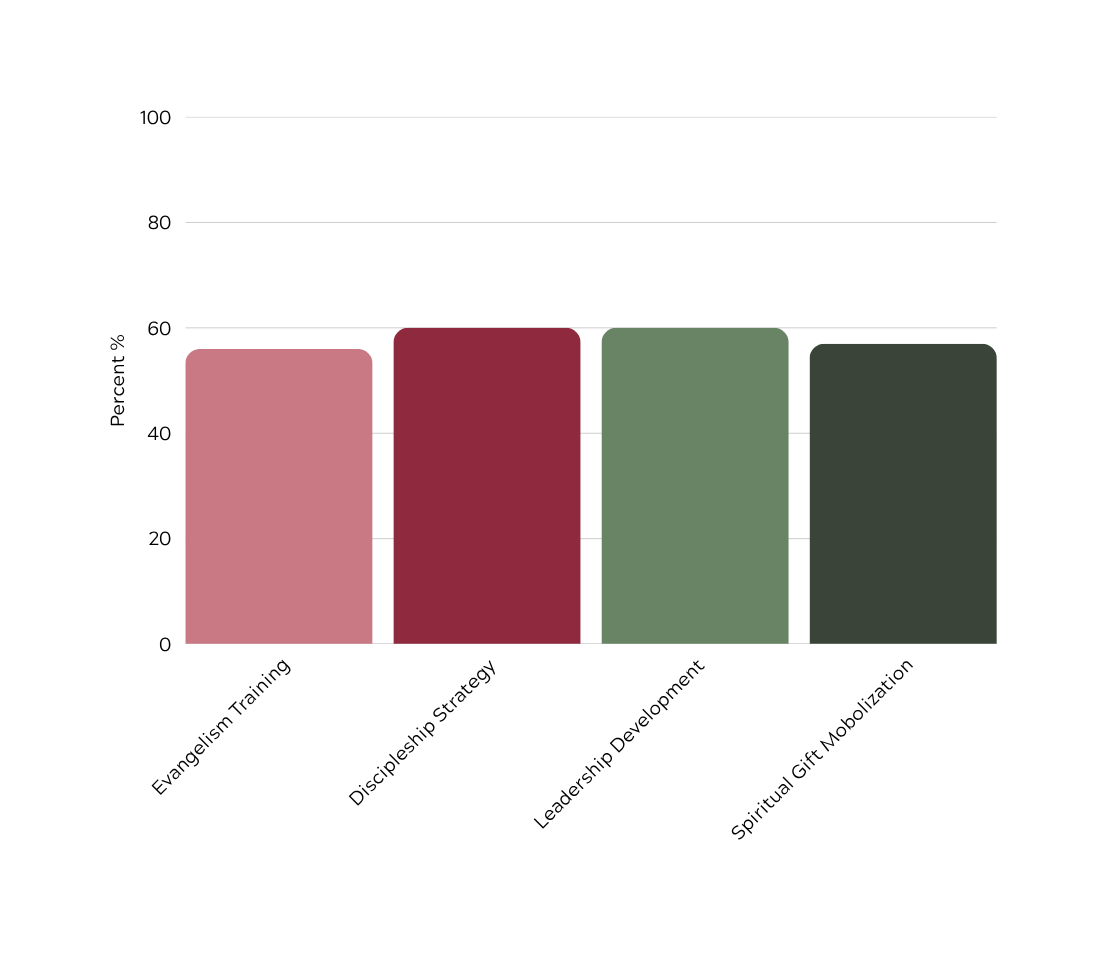 100
80
60
40
20
0
Percent %
Evangelism Training
Discipleship Strategy
Leadership Development
Spiritual Gift Mobolization